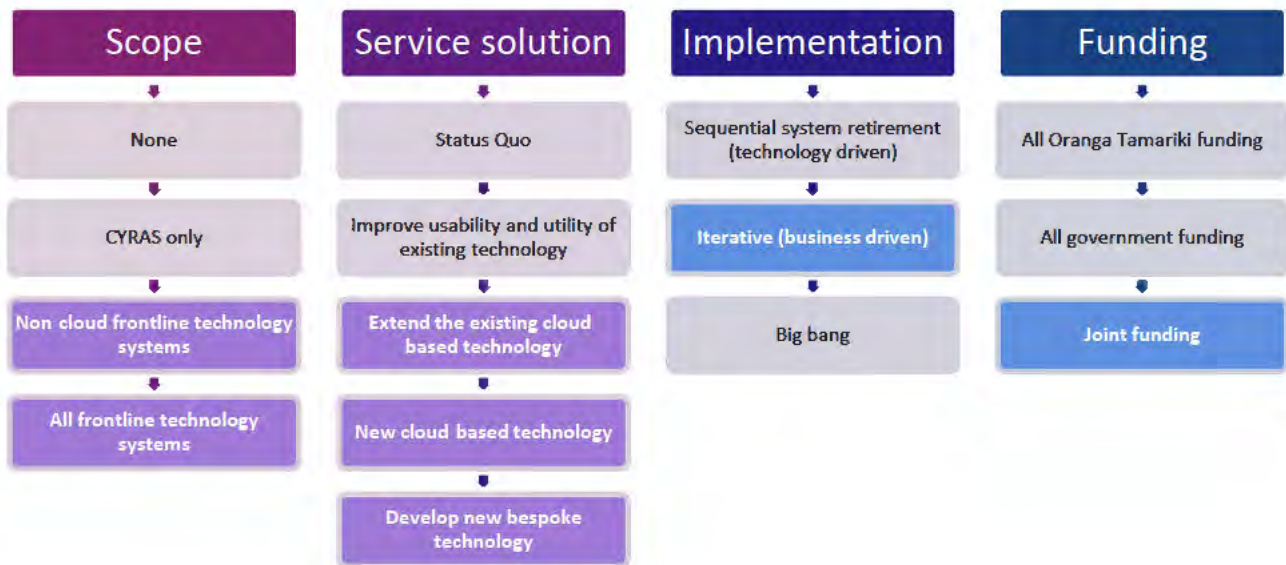 Scope
None
CYRAS only
Non cloud frontline technology
systems
All frontline technology
systems
Service solution
Status Quo
Improve usability and utility of
existing technology
Extend the existing cloud
based technology
New cloud based technology
Develop new bespoke
technology
Implementation
Sequential system retirement
(technology driven)
Iterative (business driven)
Big bang
Funding
All Oranga Tamariki funding
All government funding
Joint funding